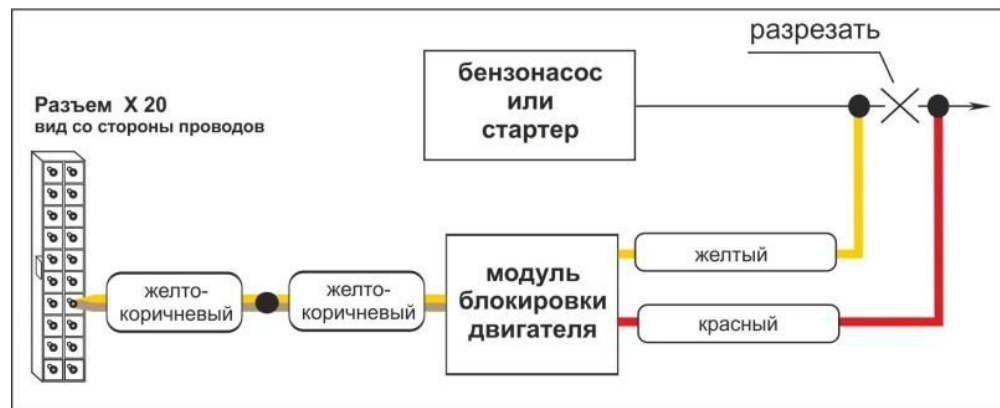 разрезать
бензонасос
или
стартер
Разъем X 20
вид со стороны проводов
желто-
коричневый
желто-
коричневый
модуль
блокировки
двигателя
желтый
красный